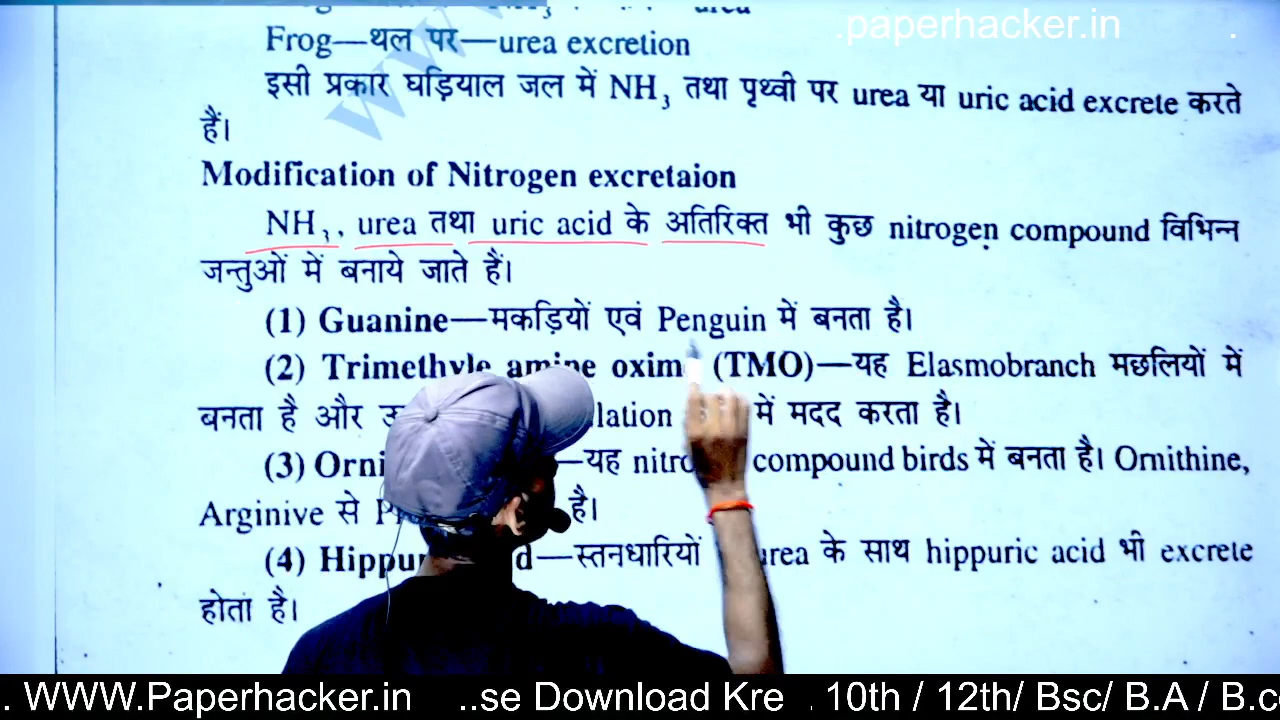 .paperhacker.in .
urea
Frog—थल पर—urea excretion
इसी प्रकार घड़ियाल जल में NH₃ तथा पृथ्वी पर urea या uric acid excrete करते
हैं।
Modification of Nitrogen excretaion
NH₃, urea तथा uric acid के अतिरिक्त भी कुछ nitrogen compound विभिन्न
जन्तुओं में बनाये जाते हैं।
(1) Guanine—मकड़ियों एवं Penguin में बनता है।
(2) Trimethyle amine oxim (TMO)—यह Elasmobranch मछलियों में
बनता है और lation में मदद करता है।
(3) Orni —यह nitro compound birds में बनता है। Ornithine,
Arginive से है।
(4) Hippu d—स्तनधारियों urea के साथ hippuric acid भी excrete
होता है।
. WWW.Paperhacker.in ..se Download Kre . 10th / 12th/ Bsc/ B.A / B.c